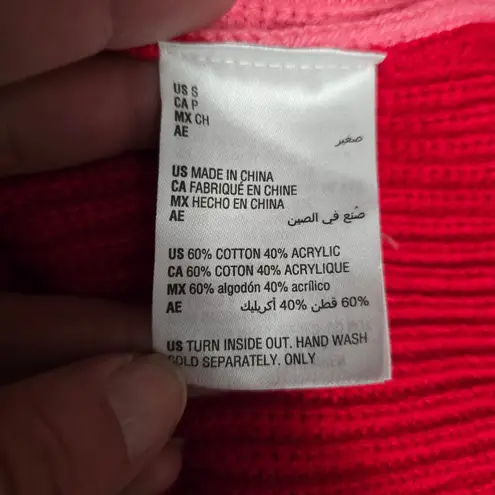 US S
CA P
MX CH
AE
صغير
US MADE IN CHINA
CA FABRIQUÉ EN CHINE
MX HECHO EN CHINA
AE صُنع في الصين
US 60% COTTON 40% ACRYLIC
CA 60% COTON 40% ACRYLIQUE
MX 60% algodón 40% acrílico
AE 60% قطن 40% أكريليك
US TURN INSIDE OUT. HAND WASH
COLD SEPARATELY. ONLY